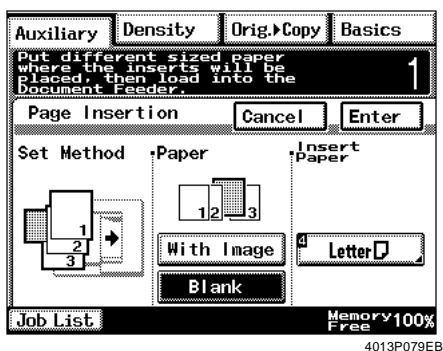 Auxiliary Density Orig.▸Copy Basics
Put different sized paper
where the inserts will be
placed, then load into the
Document Feeder.
1
Page Insertion Cancel Enter
Set Method ▪Paper ▪Insert
Paper
1 2 3
1
2
3
With Image
4 Letter
Blank
Job List Memory Free 100%
4013P079EB